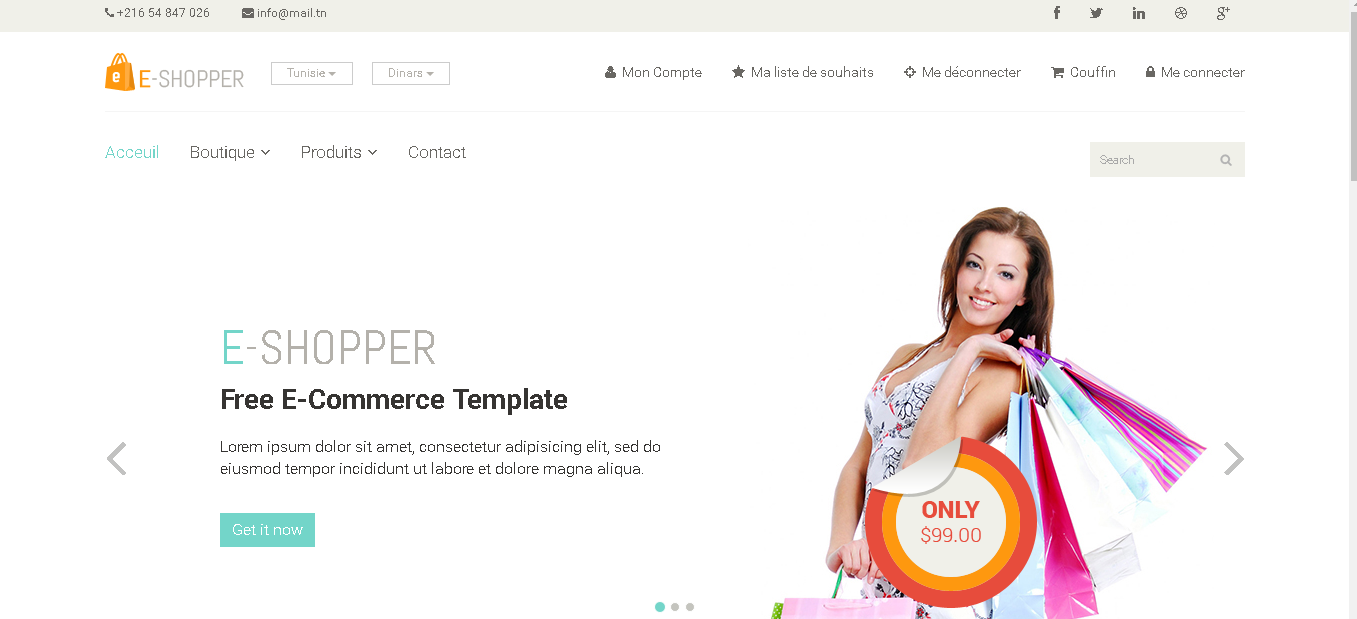 +216 54 847 026 info@mail.tn
E-SHOPPER Tunisie Dinars Mon Compte Ma liste de souhaits Me déconnecter Couffin Me connecter
Acceuil Boutique Produits Contact Search
E-SHOPPER
Free E-Commerce Template
Lorem ipsum dolor sit amet, consectetur adipisicing elit, sed do
eiusmod tempor incididunt ut labore et dolore magna aliqua.
Get it now
ONLY
$99.00